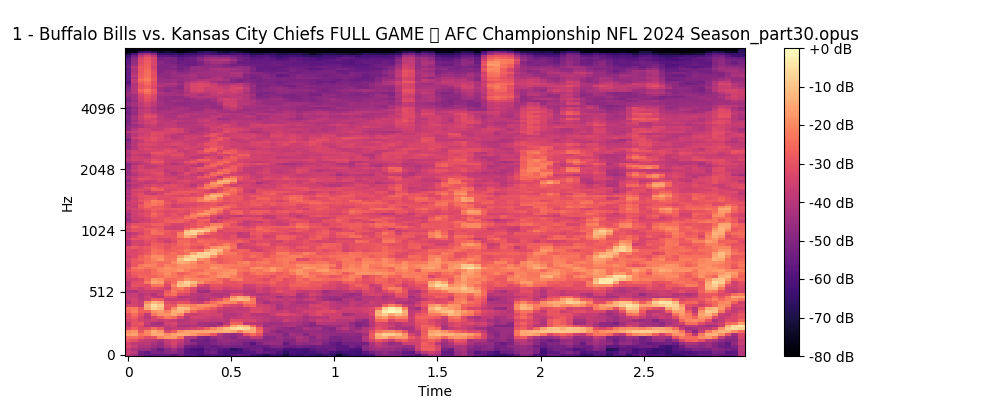 1 - Buffalo Bills vs. Kansas City Chiefs FULL GAME ▯ AFC Championship NFL 2024 Season_part30.opus
+0 dB
-10 dB
-20 dB
-30 dB
-40 dB
-50 dB
-60 dB
-70 dB
-80 dB
4096
2048
1024
512
0
Hz
0
0.5
1
1.5
2
2.5
Time